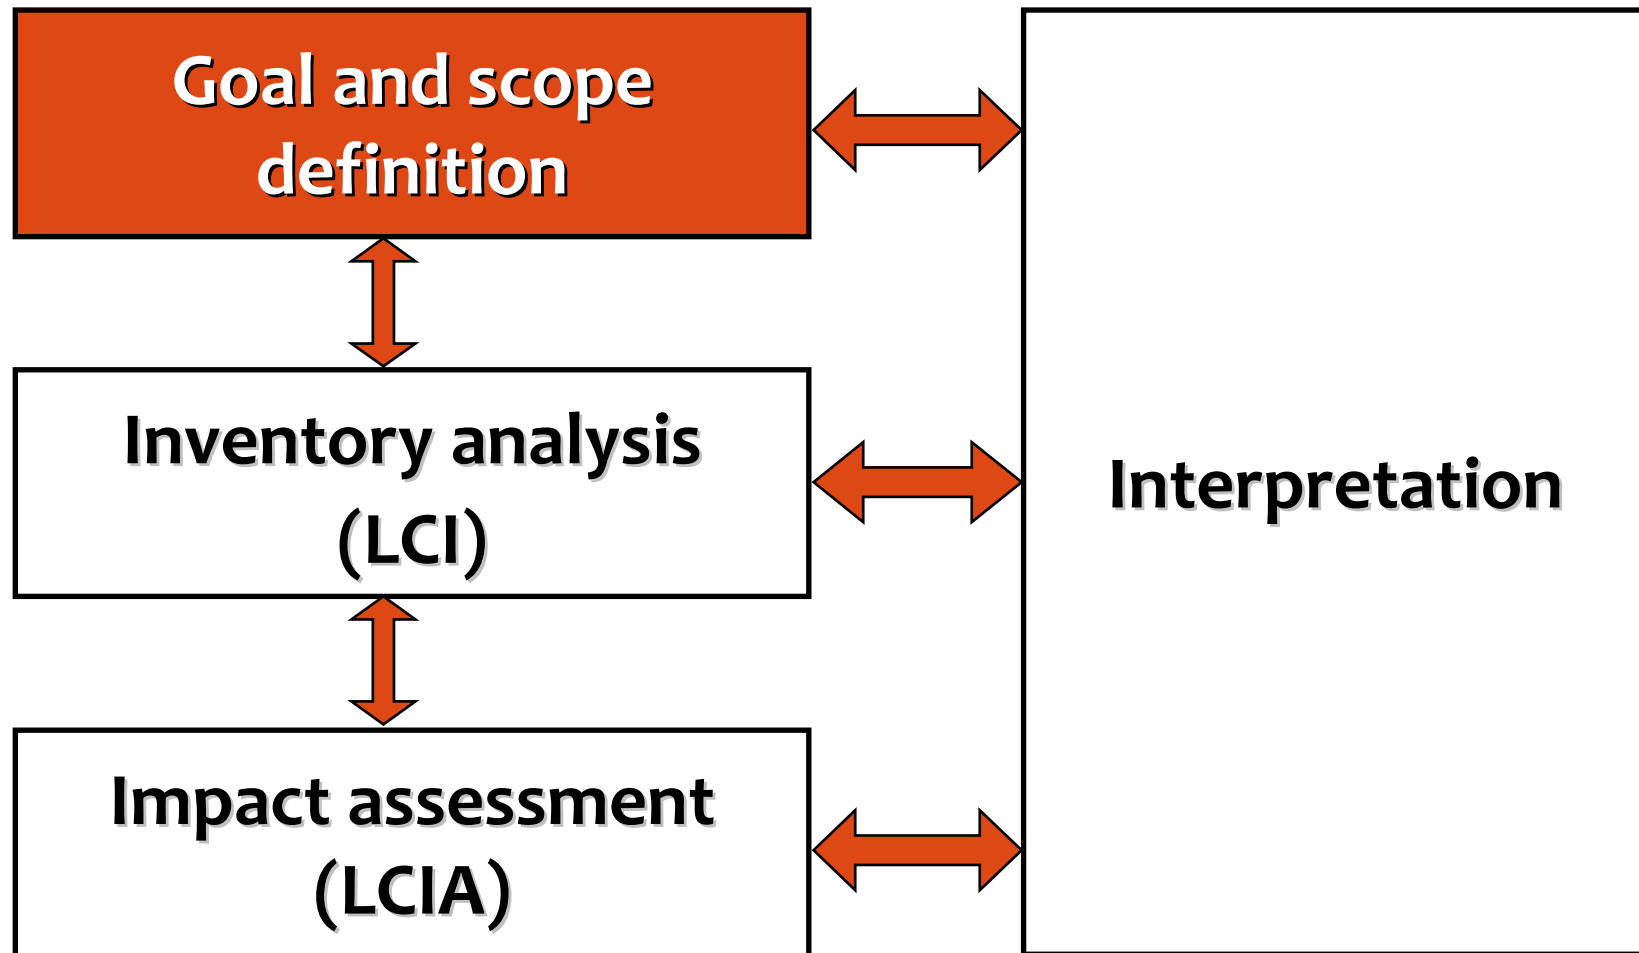 Goal and scope
definition
Inventory analysis
(LCI)
Interpretation
Impact assessment
(LCIA)